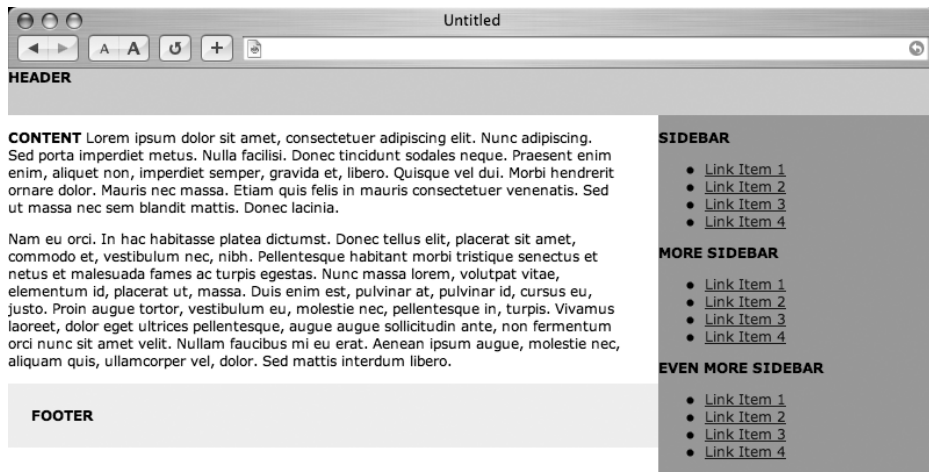 Untitled
A A
HEADER
CONTENT Lorem ipsum dolor sit amet, consectetuer adipiscing elit. Nunc adipiscing.
Sed porta imperdiet metus. Nulla facilisi. Donec tincidunt sodales neque. Praesent enim
enim, aliquet non, imperdiet semper, gravida et, libero. Quisque vel dui. Morbi hendrerit
ornare dolor. Mauris nec massa. Etiam quis felis in mauris consectetuer venenatis. Sed
ut massa nec sem blandit mattis. Donec lacinia.
Nam eu orci. In hac habitasse platea dictumst. Donec tellus elit, placerat sit amet,
commodo et, vestibulum nec, nibh. Pellentesque habitant morbi tristique senectus et
netus et malesuada fames ac turpis egestas. Nunc massa lorem, volutpat vitae,
elementum id, placerat ut, massa. Duis enim est, pulvinar at, pulvinar id, cursus eu,
justo. Proin augue tortor, vestibulum eu, molestie nec, pellentesque in, turpis. Vivamus
laoreet, dolor eget ultrices pellentesque, augue augue sollicitudin ante, non fermentum
orci nunc sit amet velit. Nullam faucibus mi eu erat. Aenean ipsum augue, molestie nec,
aliquam quis, ullamcorper vel, dolor. Sed mattis interdum libero.
SIDEBAR
Link Item 1
Link Item 2
Link Item 3
Link Item 4
MORE SIDEBAR
Link Item 1
Link Item 2
Link Item 3
Link Item 4
EVEN MORE SIDEBAR
Link Item 1
Link Item 2
Link Item 3
Link Item 4
FOOTER